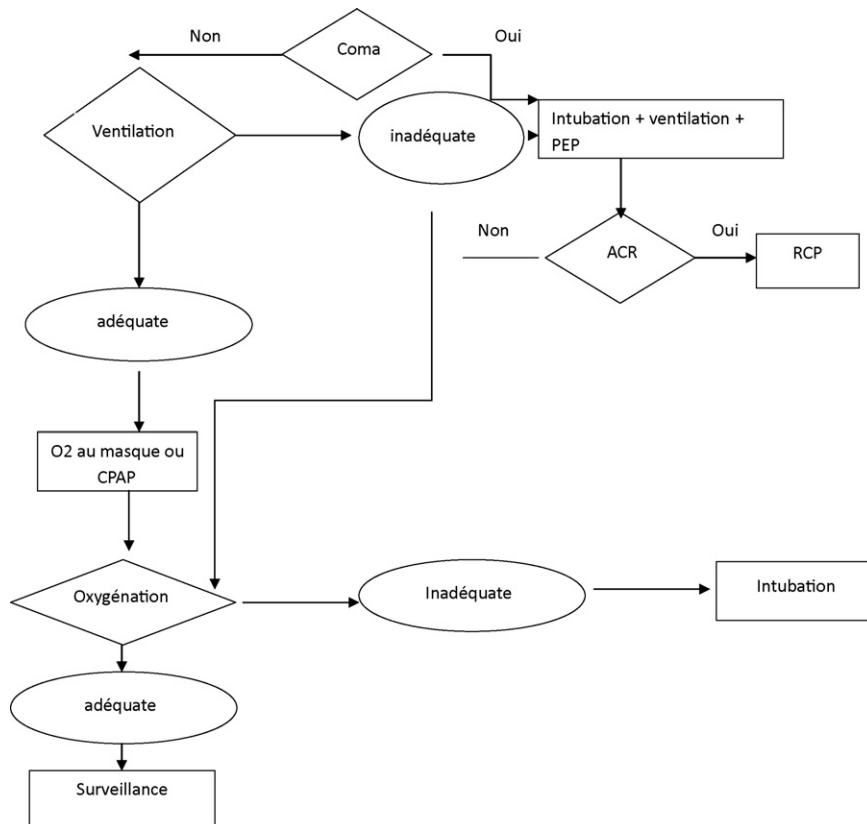 Non
Coma
Oui
Ventilation
inadéquate
Intubation + ventilation +
PEP
Non
ACR
Oui
RCP
adéquate
O2 au masque ou
CPAP
Oxygénation
Inadéquate
Intubation
adéquate
Surveillance